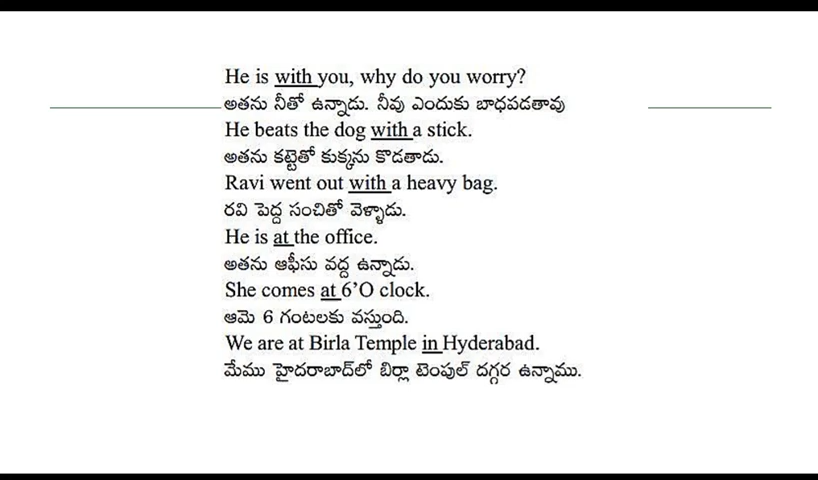 He is with you, why do you worry?
అతను నీతో ఉన్నాడు. నీవు ఎందుకు బాధపడతావు
He beats the dog with a stick.
అతను కట్టెతో కుక్కను కొడతాడు.
Ravi went out with a heavy bag.
రవి పెద్ద సంచితో వెళ్ళాడు.
He is at the office.
అతను ఆఫీసు వద్ద ఉన్నాడు.
She comes at 6’O clock.
ఆమె 6 గంటలకు వస్తుంది.
We are at Birla Temple in Hyderabad.
మేము హైదరాబాద్‌లో బిర్లా టెంపుల్ దగ్గర ఉన్నాము.